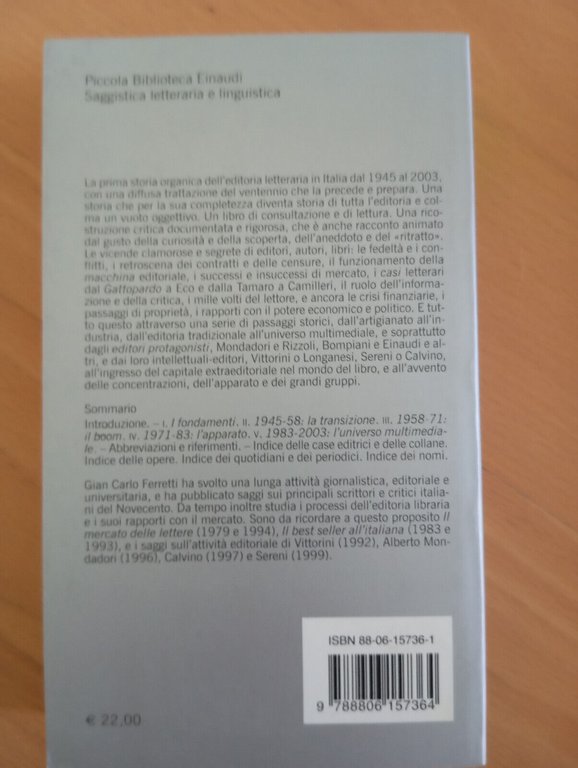 Piccola Biblioteca Einaudi
Saggistica letteraria e linguistica
La prima storia organica dell'editoria letteraria in Italia dal 1945 al 2003,
con una diffusa trattazione del ventennio che la precede e prepara. Una
storia che per la sua completezza diventa storia di tutta l'editoria e col-
ma un vuoto oggettivo. Un libro di consultazione e di lettura. Una rico-
struzione critica documentata e rigorosa, che è anche racconto animato
dal gusto della curiosità e della scoperta, dell'aneddoto e del «ritratto».
Le vicende clamorose e segrete di editori, autori, libri: le fedeltà e i con-
flitti, i retroscena dei contratti e delle censure, il funzionamento della
macchina editoriale, i successi e insuccessi di mercato, i casi letterari
dal Gattopardo a Eco e dalla Tamaro a Camilleri, il ruolo dell'informa-
zione e della critica, i mille volti del lettore, e ancora le crisi finanziarie, i
passaggi di proprietà, i rapporti con il potere economico e politico. E tut-
to questo attraverso una serie di passaggi storici, dall'artigianato all'in-
dustria, dall'editoria tradizionale all'universo multimediale, e soprattutto
dagli editori protagonisti, Mondadori e Rizzoli, Bompiani e Einaudi e al-
tri, e dai loro intellettuali-editori, Vittorini o Longanesi, Sereni o Calvino,
all'ingresso del capitale extraeditoriale nel mondo del libro, e all'avvento
delle concentrazioni, dell'apparato e dei grandi gruppi.
Sommario
Introduzione. – I. I fondamenti. II. 1945-58: la transizione. III. 1958-71:
il boom. IV. 1971-83: l'apparato. V. 1983-2003: l'universo multimedia-
le. – Abbreviazioni e riferimenti. – Indice delle case editrici e delle collane.
Indice delle opere. Indice dei quotidiani e dei periodici. Indice dei nomi.
Gian Carlo Ferretti ha svolto una lunga attività giornalistica, editoriale e
universitaria, e ha pubblicato saggi sui principali scrittori e critici italia-
ni del Novecento. Da tempo inoltre studia i processi dell'editoria libraria
e i suoi rapporti con il mercato. Sono da ricordare a questo proposito Il
mercato delle lettere (1979 e 1994), Il best seller all'italiana (1983 e
1993), e i saggi sull'attività editoriale di Vittorini (1992), Alberto Mon-
dadori (1996), Calvino (1997) e Sereni (1999).
ISBN 88-06-15736-1
9 788806 157364
€ 22,00